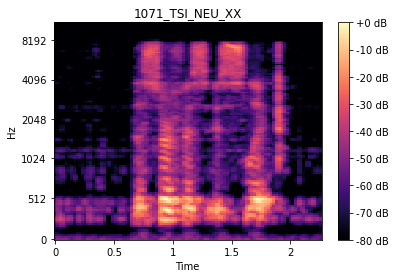 1071_TSI_NEU_XX
8192
4096
2048
1024
512
0
Hz
0
0.5
1
1.5
2
Time
+0 dB
-10 dB
-20 dB
-30 dB
-40 dB
-50 dB
-60 dB
-70 dB
-80 dB